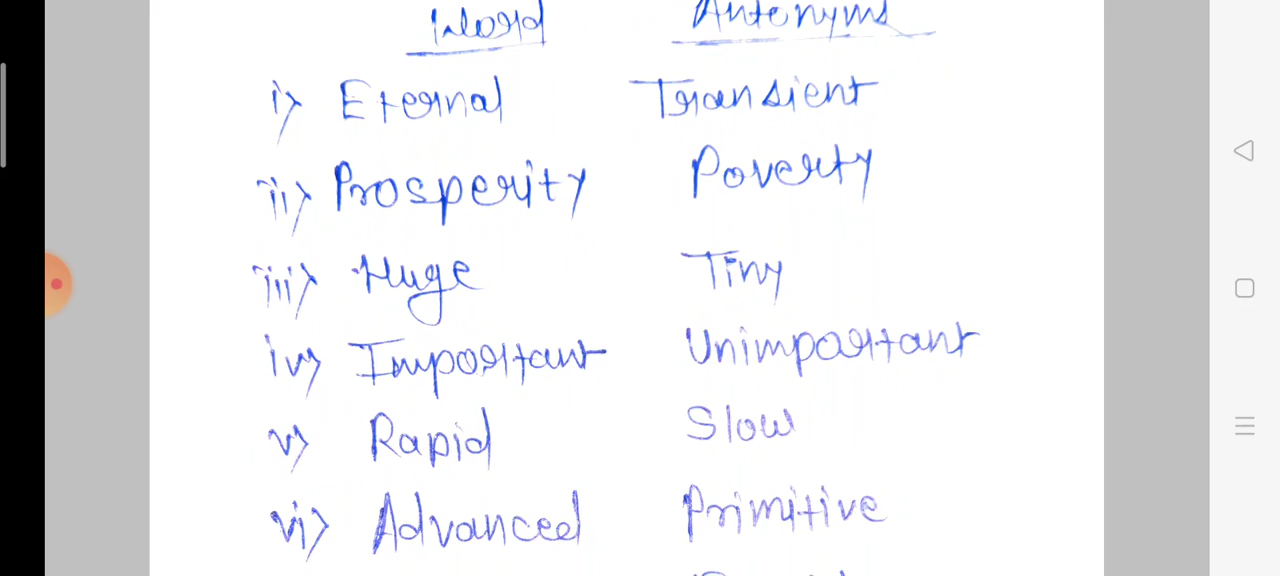 Word Antonyms
i) Eternal Transient
ii) Prosperity Poverty
iii) Huge Tiny
iv) Important Unimportant
v) Rapid Slow
vi) Advanced Primitive